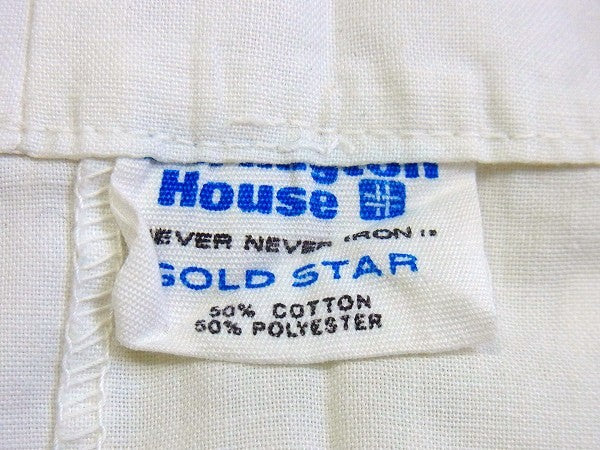 House
NEVER NEVER IRON
GOLD STAR
50% COTTON
50% POLYESTER